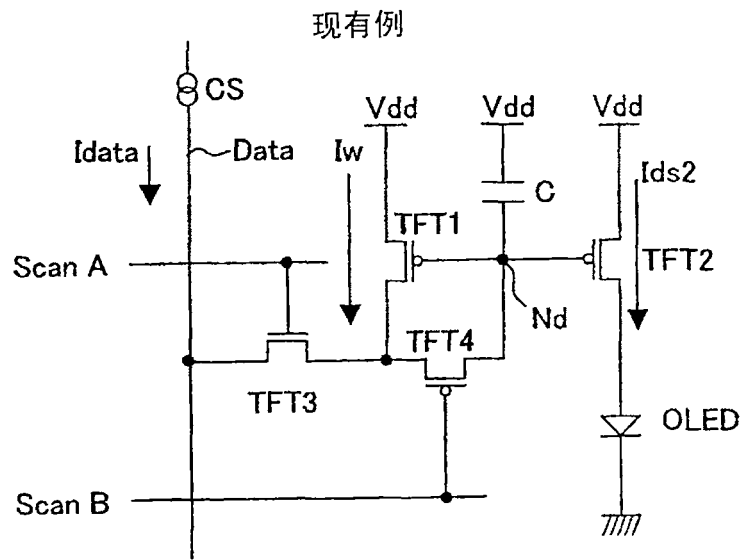 现有例
CS
Vdd
Vdd
Vdd
Idata
Data
Iw
Ids2
C
TFT1
Scan A
TFT2
Nd
TFT4
TFT3
OLED
Scan B